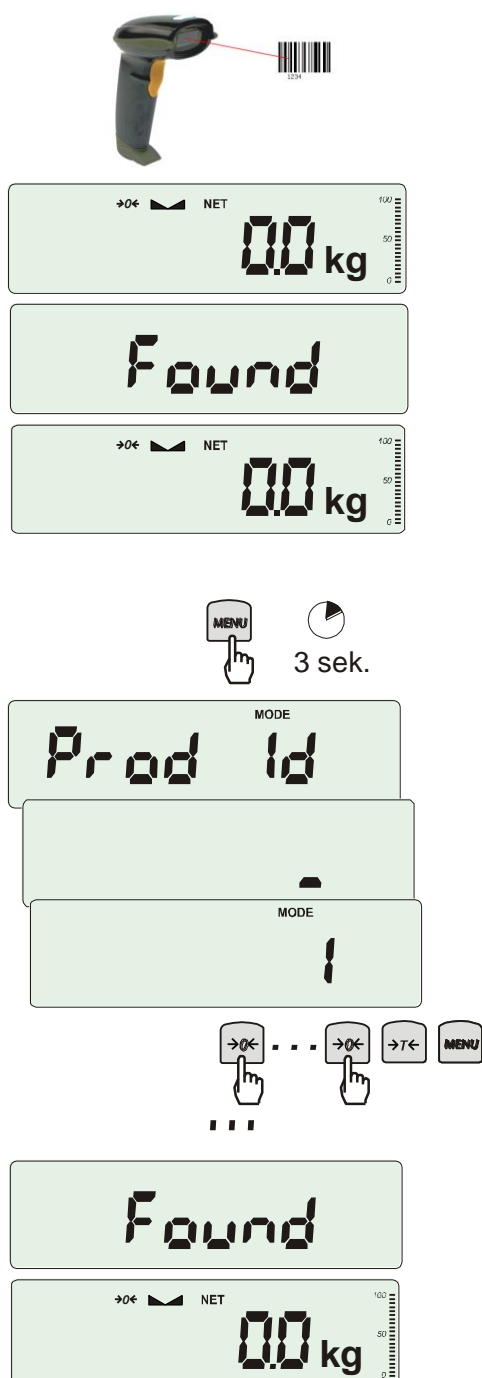 1234
→0← NET 100
50
0.0 kg
0
Found
→0← NET 100
50
0.0 kg
0
MENU
3 sek.
MODE
Prod Id
-
MODE
1
→0← ... →0← →T← MENU
...
Found
→0← NET 100
50
0.0 kg
0